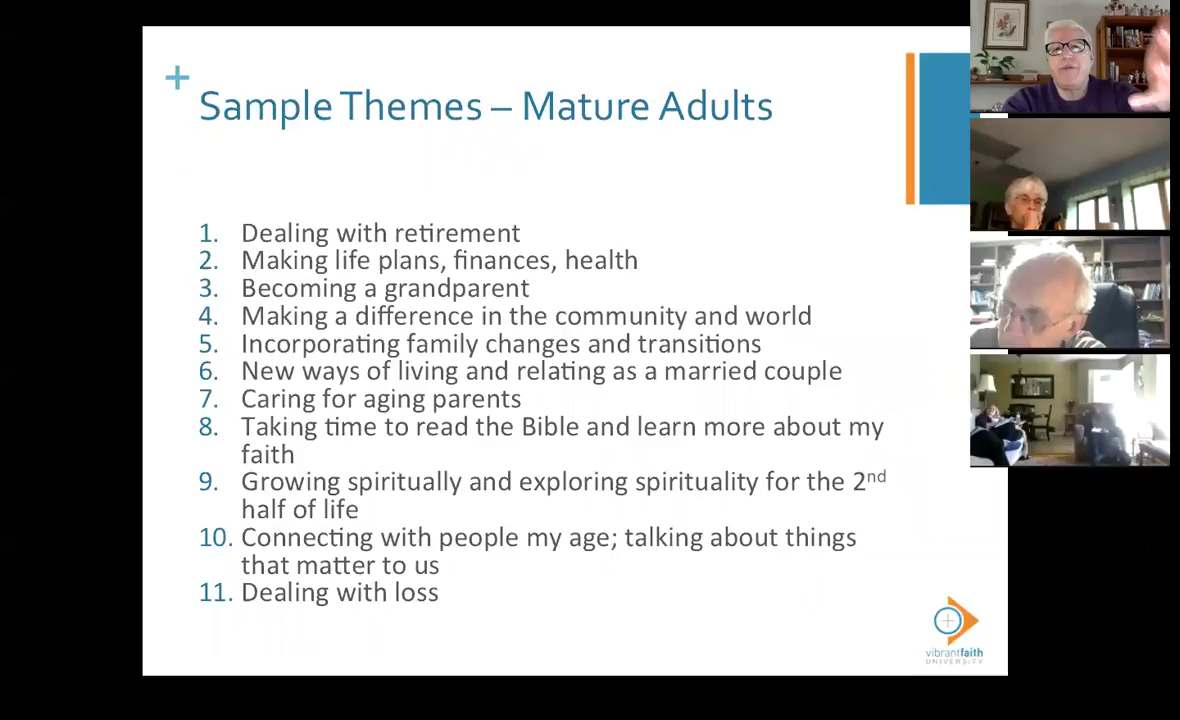 +
Sample Themes – Mature Adults
1. Dealing with retirement
2. Making life plans, finances, health
3. Becoming a grandparent
4. Making a difference in the community and world
5. Incorporating family changes and transitions
6. New ways of living and relating as a married couple
7. Caring for aging parents
8. Taking time to read the Bible and learn more about my
faith
9. Growing spiritually and exploring spirituality for the 2nd
half of life
10. Connecting with people my age; talking about things
that matter to us
11. Dealing with loss
vibrantfaith
UNIVERSITY